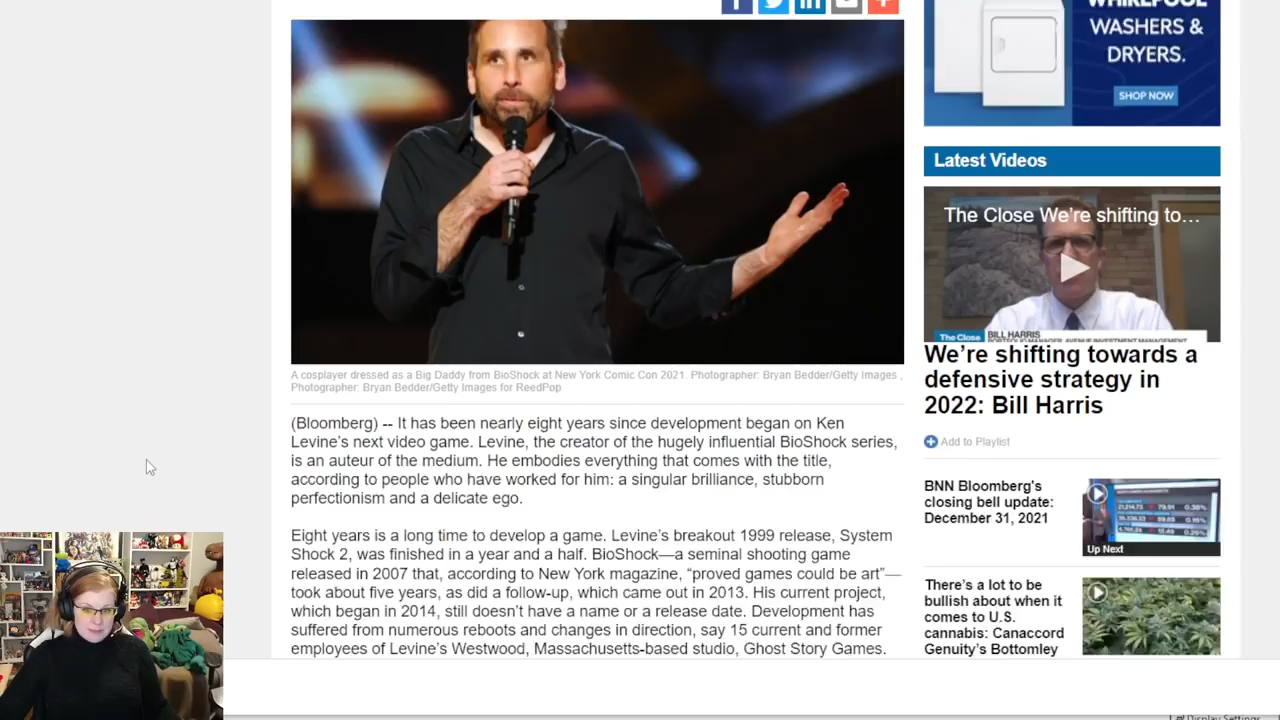 WHIRLPOOL
WASHERS &
DRYERS.
SHOP NOW
Latest Videos
The Close We're shifting to…
The Close
BILL HARRIS
PORTFOLIO MANAGER, AVENUE INVESTMENT MANAGEMENT
We're shifting towards a
defensive strategy in
2022: Bill Harris
Add to Playlist
BNN Bloomberg's
closing bell update:
December 31, 2021
Up Next
There's a lot to be
bullish about when it
comes to U.S.
cannabis: Canaccord
Genuity's Bottomley
A cosplayer dressed as a Big Daddy from BioShock at New York Comic Con 2021. Photographer: Bryan Bedder/Getty Images ,
Photographer: Bryan Bedder/Getty Images for ReedPop
(Bloomberg) -- It has been nearly eight years since development began on Ken
Levine's next video game. Levine, the creator of the hugely influential BioShock series,
is an auteur of the medium. He embodies everything that comes with the title,
according to people who have worked for him: a singular brilliance, stubborn
perfectionism and a delicate ego.
Eight years is a long time to develop a game. Levine's breakout 1999 release, System
Shock 2, was finished in a year and a half. BioShock—a seminal shooting game
released in 2007 that, according to New York magazine, “proved games could be art”—
took about five years, as did a follow-up, which came out in 2013. His current project,
which began in 2014, still doesn't have a name or a release date. Development has
suffered from numerous reboots and changes in direction, say 15 current and former
employees of Levine's Westwood, Massachusetts-based studio, Ghost Story Games.
Display Settings